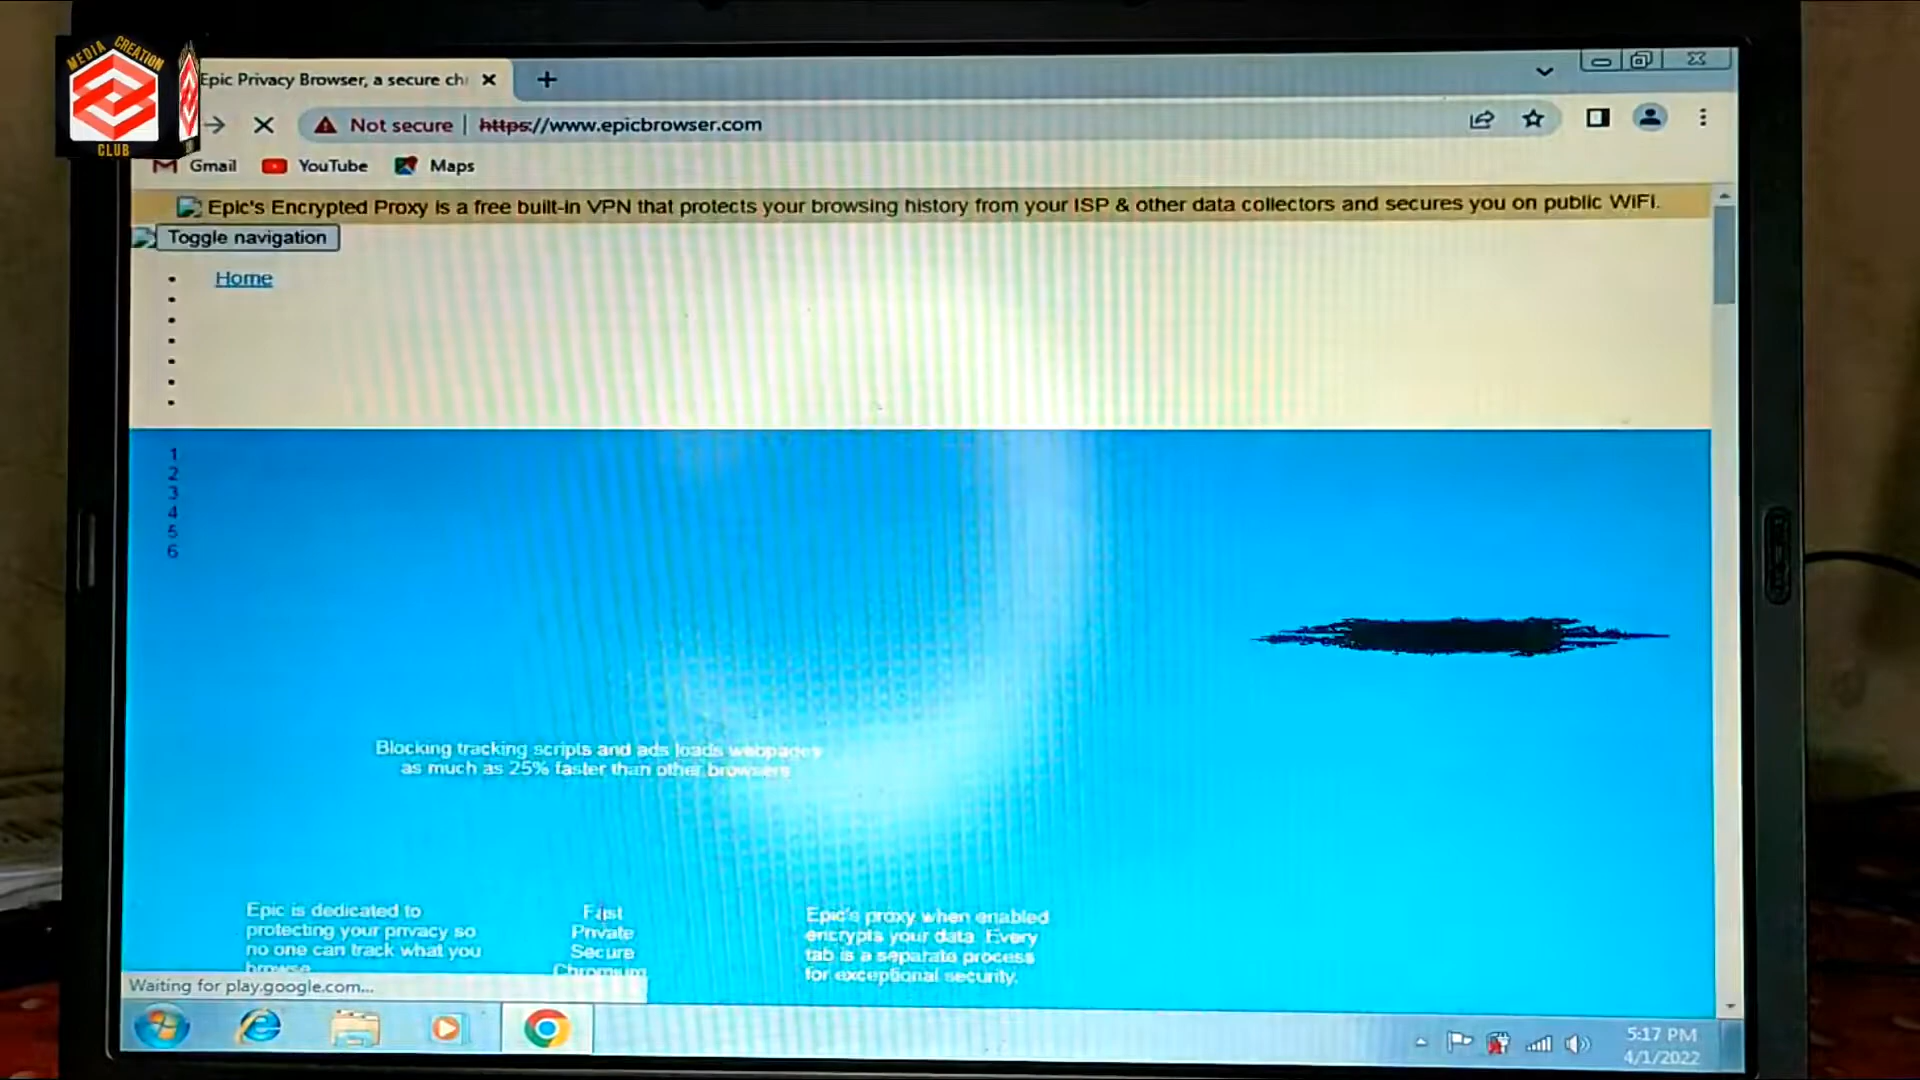 MEDIA CREATION
CLUB
Epic Privacy Browser, a secure ch
Not secure | https://www.epicbrowser.com
Gmail YouTube Maps
Epic's Encrypted Proxy is a free built-in VPN that protects your browsing history from your ISP & other data collectors and secures you on public WiFi.
Toggle navigation
Home
1
2
3
4
5
6
Blocking tracking scripts and ads loads webpages
as much as 25% faster than other browsers
Epic is dedicated to
protecting your privacy so
no one can track what you
browse
Fast
Private
Secure
Chromium
Epic's proxy when enabled
encrypts your data. Every
tab is a separate process
for exceptional security.
Waiting for play.google.com...
5:17 PM
4/1/2022